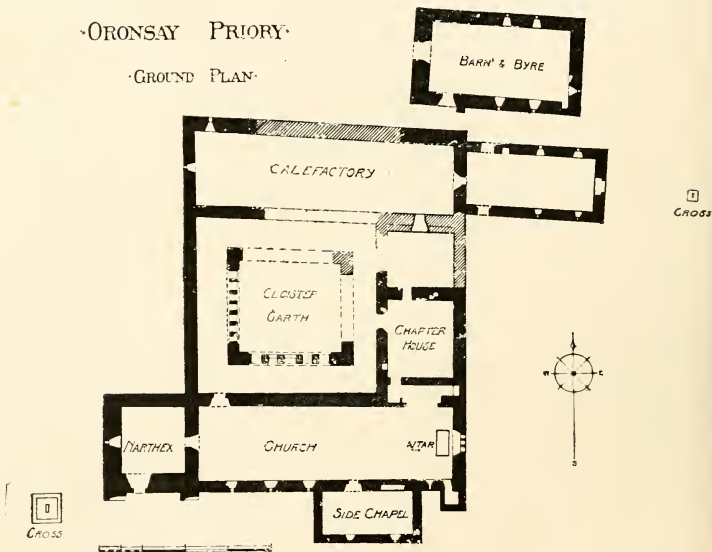 ·ORONSAY PRIORY·
·GROUND PLAN·
BARN & BYRE
CALEFACTORY
CROSS
CLOISTER
GARTH
CHAPTER
HOUSE
W
E
S
NARTHEX
CHURCH
ALTAR
SIDE CHAPEL
CROSS